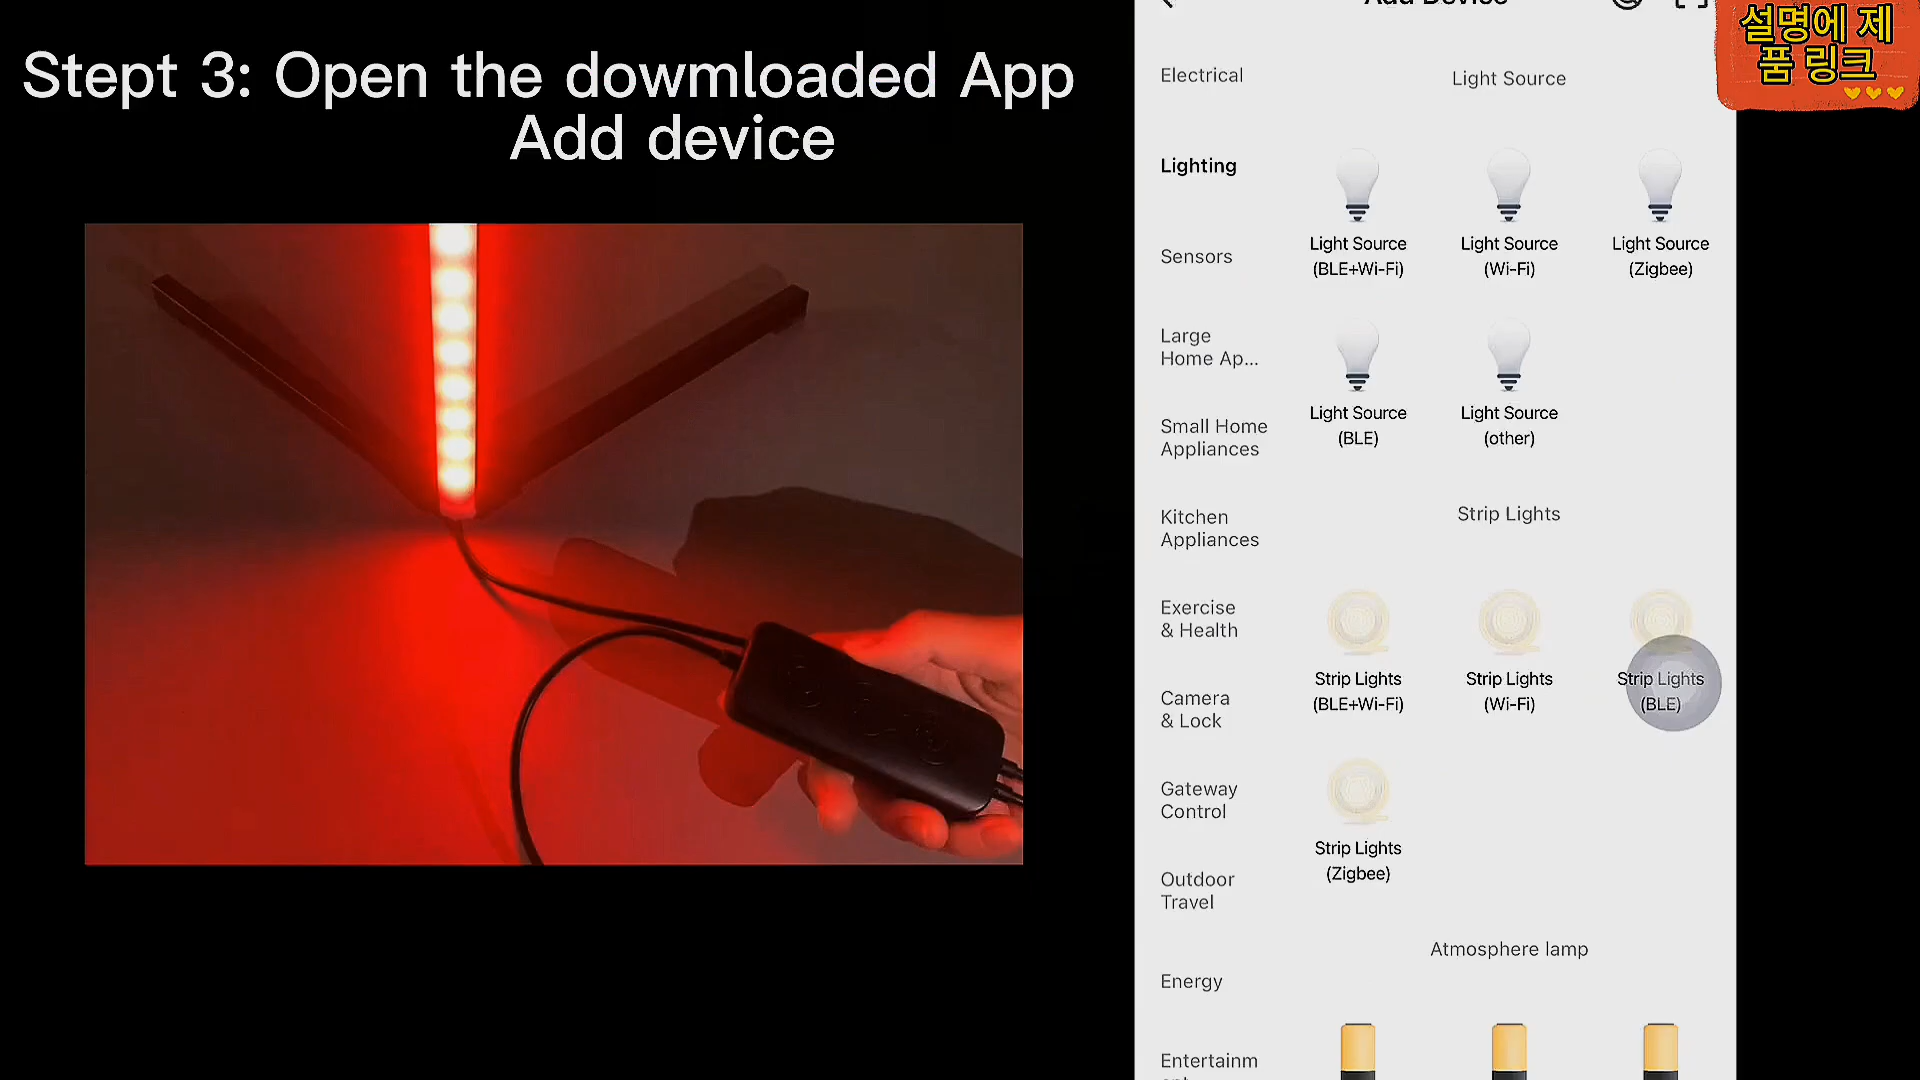 Stept 3: Open the dowmloaded App
Add device
Add Device
설명에 제
품 링크
Electrical
Lighting
Sensors
Large
Home Ap...
Small Home
Appliances
Kitchen
Appliances
Exercise
& Health
Camera
& Lock
Gateway
Control
Outdoor
Travel
Energy
Entertainm
Light Source
Light Source
(BLE+Wi-Fi)
Light Source
(Wi-Fi)
Light Source
(Zigbee)
Light Source
(BLE)
Light Source
(other)
Strip Lights
Strip Lights
(BLE+Wi-Fi)
Strip Lights
(Wi-Fi)
Strip Lights
(BLE)
Strip Lights
(Zigbee)
Atmosphere lamp